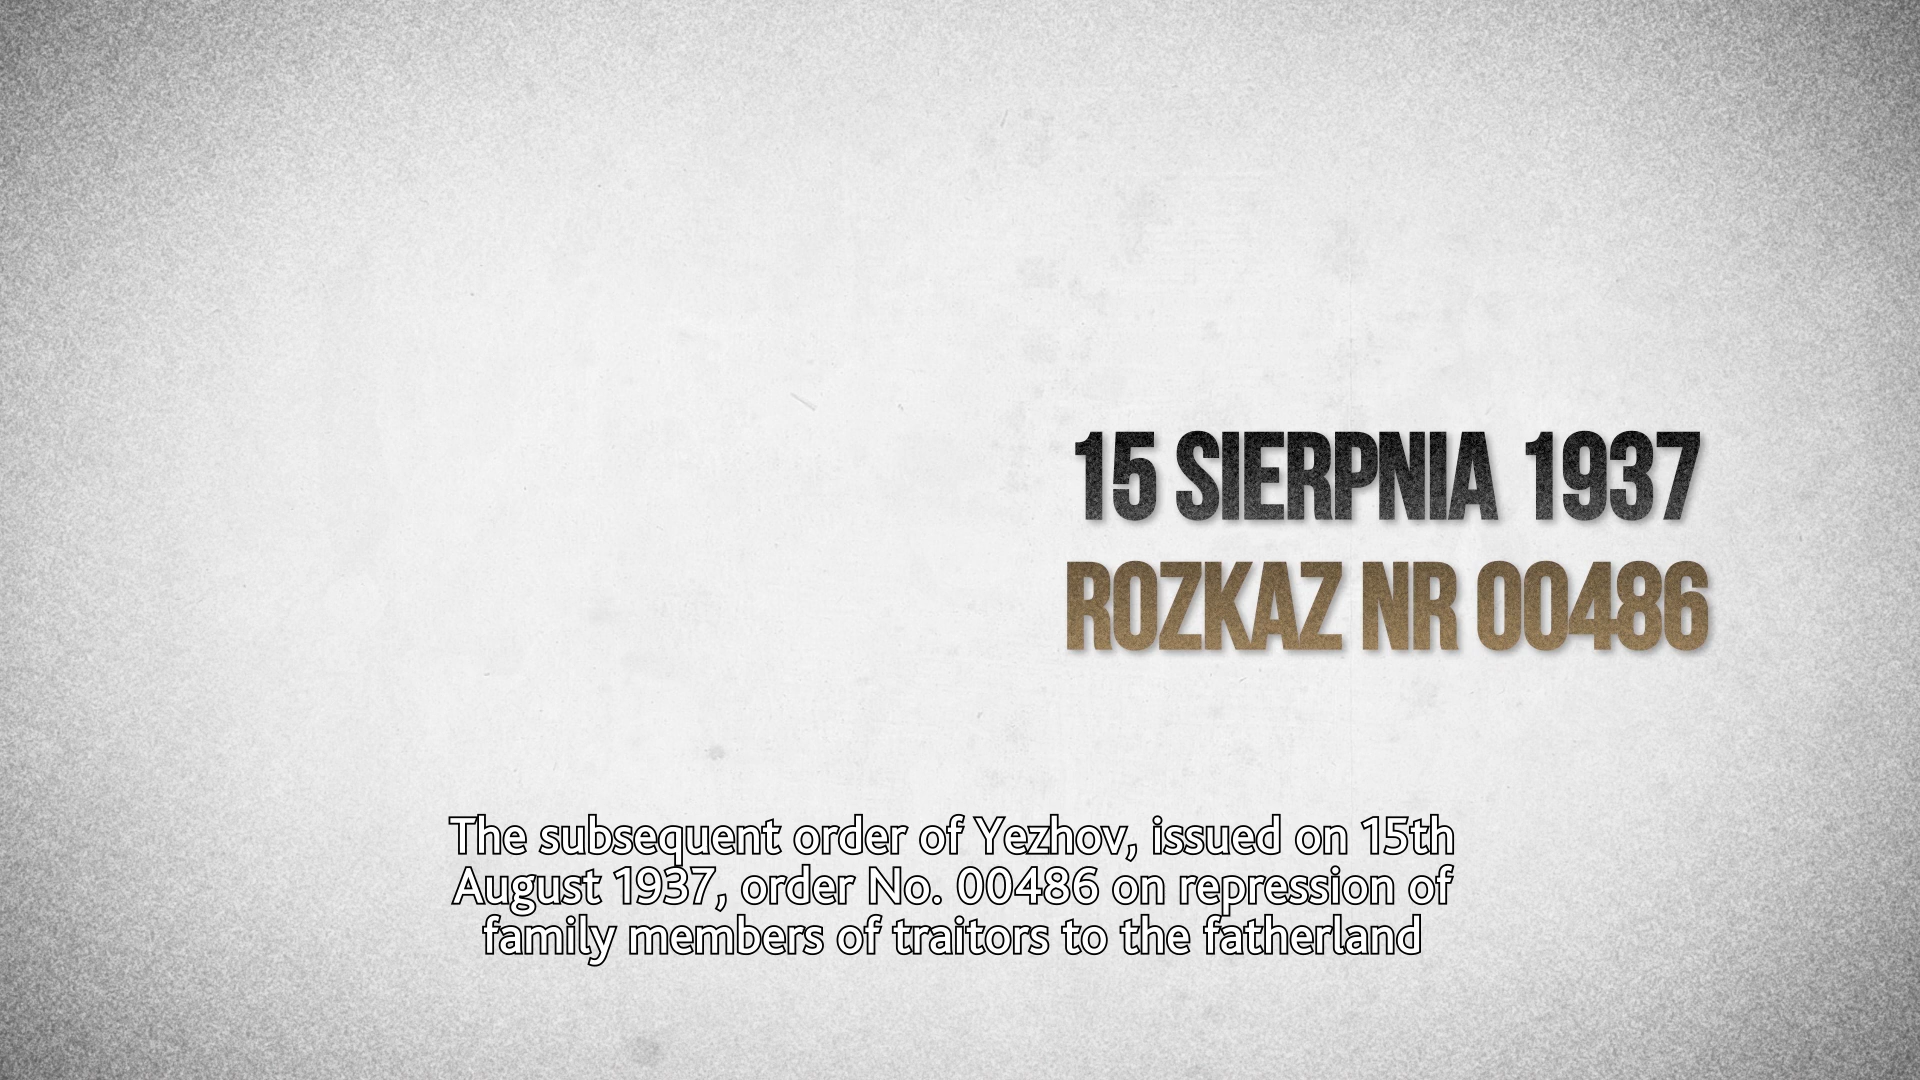 15 SIERPNIA 1937
ROZKAZ NR 00486
The subsequent order of Yezhov, issued on 15th
August 1937, order No. 00486 on repression of
family members of traitors to the fatherland